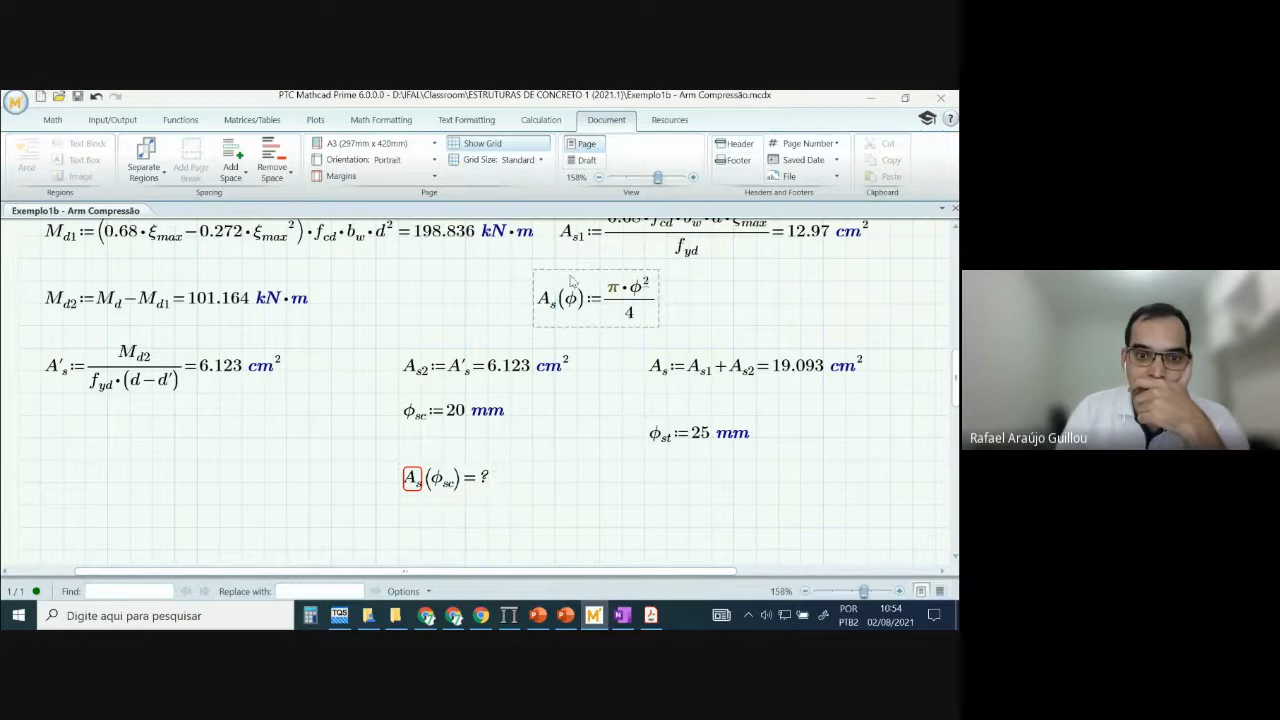 PTC Mathcad Prime 6.0.0.0 - D:\IFAL\Classroom\ESTRUTURAS DE CONCRETO 1 (2021.1)\Exemplo1b - Arm Compressão.mcdx
Math Input/Output Functions Matrices/Tables Plots Math Formatting Text Formatting Calculation Document Resources
Area
Text Block
Text Box
Image
Regions
Separate Regions
Add Page Break
Add Space
Remove Space
Spacing
A3 (297mm x 420mm)
Orientation: Portrait
Margins
Show Grid
Grid Size: Standard
Page
Page
Draft
158%
View
Header
Footer
Page Number
Saved Date
File
Headers and Footers
Cut
Copy
Paste
Clipboard
Exemplo1b - Arm Compressão
M_d1 := (0.68·ξ_max − 0.272·ξ_max²)·f_cd·b_w·d² = 198.836 kN·m
A_s1 := 0.68·f_cd·b_w·d·ξ_max / f_yd = 12.97 cm²
M_d2 := M_d − M_d1 = 101.164 kN·m
A_s(ϕ) := π·ϕ² / 4
A'_s := M_d2 / f_yd·(d−d') = 6.123 cm²
A_s2 := A'_s = 6.123 cm²
A_s := A_s1 + A_s2 = 19.093 cm²
ϕ_sc := 20 mm
ϕ_st := 25 mm
A_s(ϕ_sc) = ?
Rafael Araújo Guillou
1 / 1 Find: Replace with: Options 158%
Digite aqui para pesquisar
TQS
POR
PTB2
10:54
02/08/2021